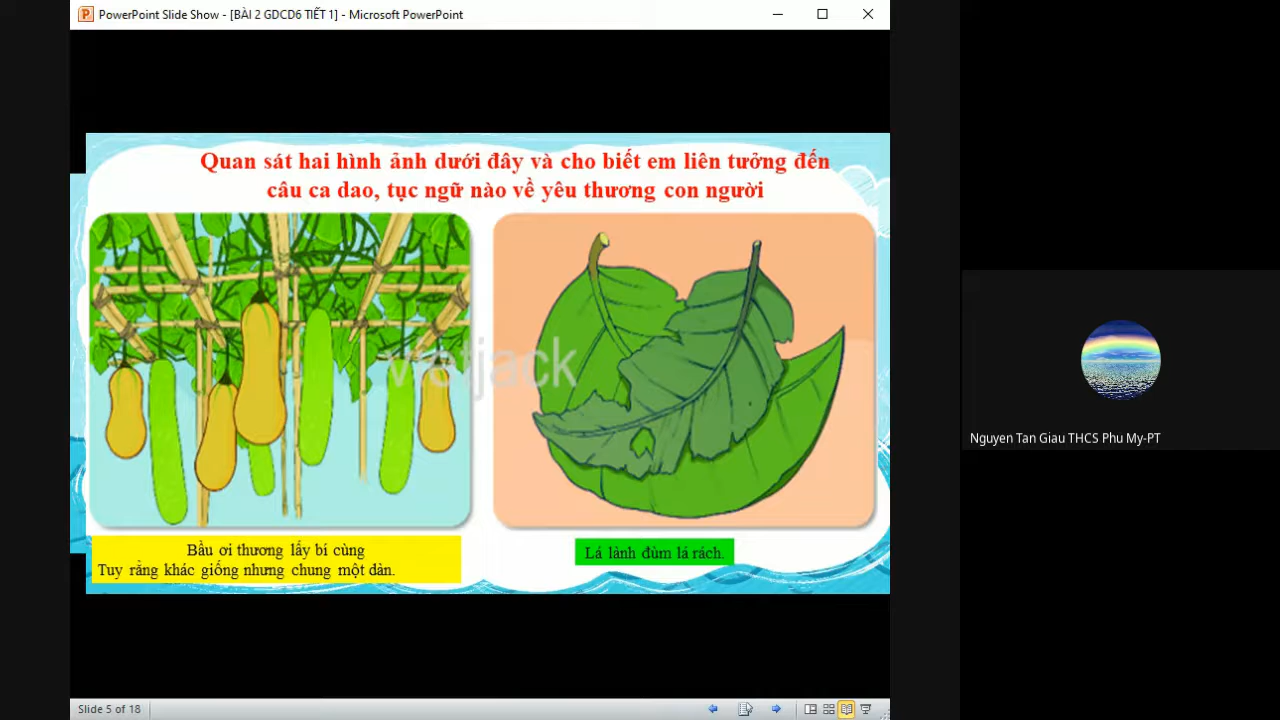 PowerPoint Slide Show - [BÀI 2 GDCD6 TIẾT 1] - Microsoft PowerPoint
Quan sát hai hình ảnh dưới đây và cho biết em liên tưởng đến
câu ca dao, tục ngữ nào về yêu thương con người
vietjack
Bầu ơi thương lấy bí cùng
Tuy rằng khác giống nhưng chung một dàn.
Lá lành đùm lá rách.
Nguyen Tan Giau THCS Phu My-PT
Slide 5 of 18